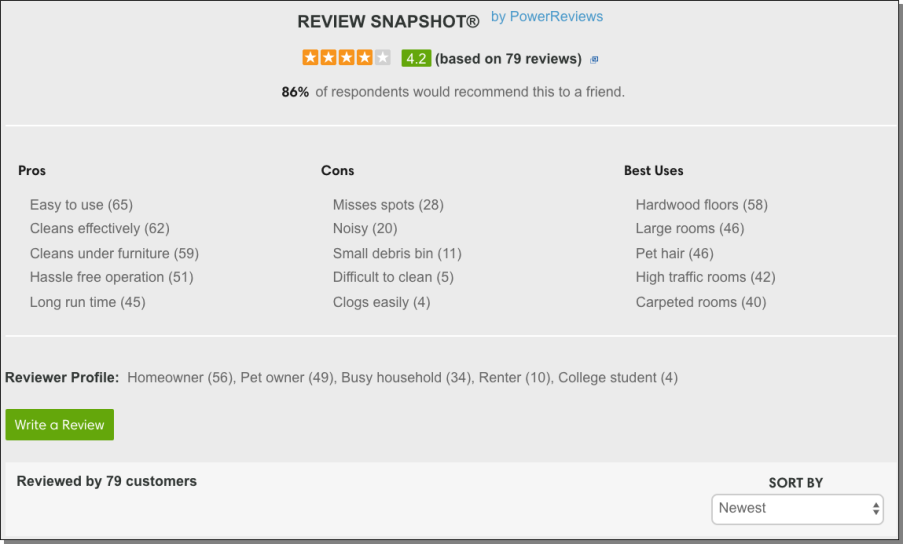 REVIEW SNAPSHOT® by PowerReviews
4.2 (based on 79 reviews)
86% of respondents would recommend this to a friend.
Pros
Easy to use (65)
Cleans effectively (62)
Cleans under furniture (59)
Hassle free operation (51)
Long run time (45)
Cons
Misses spots (28)
Noisy (20)
Small debris bin (11)
Difficult to clean (5)
Clogs easily (4)
Best Uses
Hardwood floors (58)
Large rooms (46)
Pet hair (46)
High traffic rooms (42)
Carpeted rooms (40)
Reviewer Profile: Homeowner (56), Pet owner (49), Busy household (34), Renter (10), College student (4)
Write a Review
Reviewed by 79 customers
SORT BY
Newest